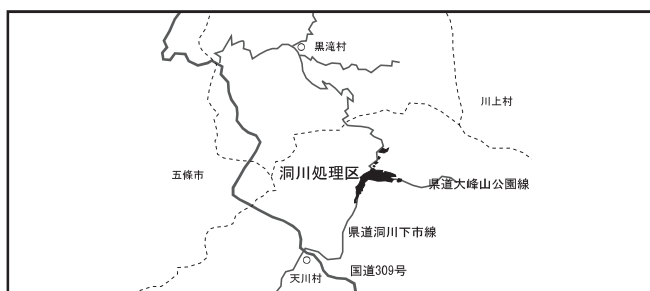 黒滝村
川上村
五條市
洞川処理区
県道大峰山公園線
県道洞川下市線
天川村
国道309号